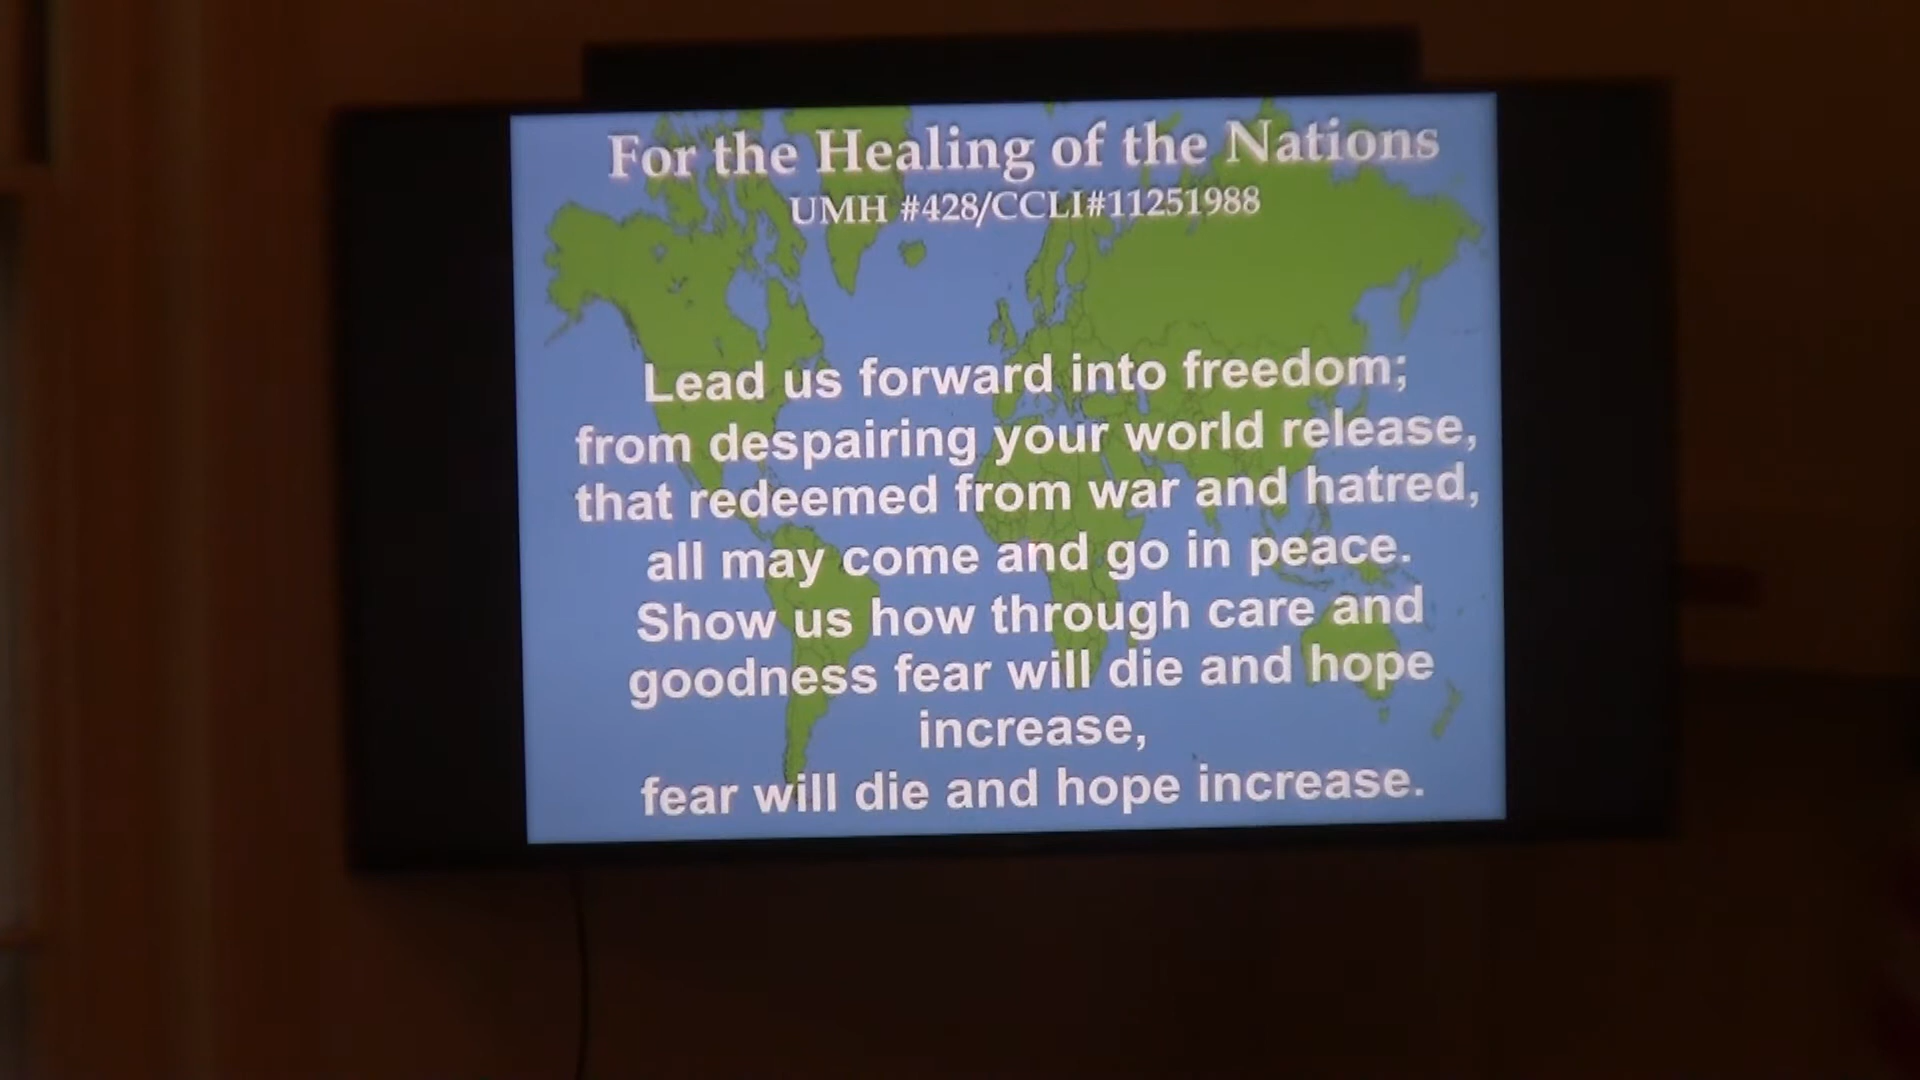 For the Healing of the Nations
UMH #428/CCLI#11251988
Lead us forward into freedom;
from despairing your world release,
that redeemed from war and hatred,
all may come and go in peace.
Show us how through care and
goodness fear will die and hope
increase,
fear will die and hope increase.